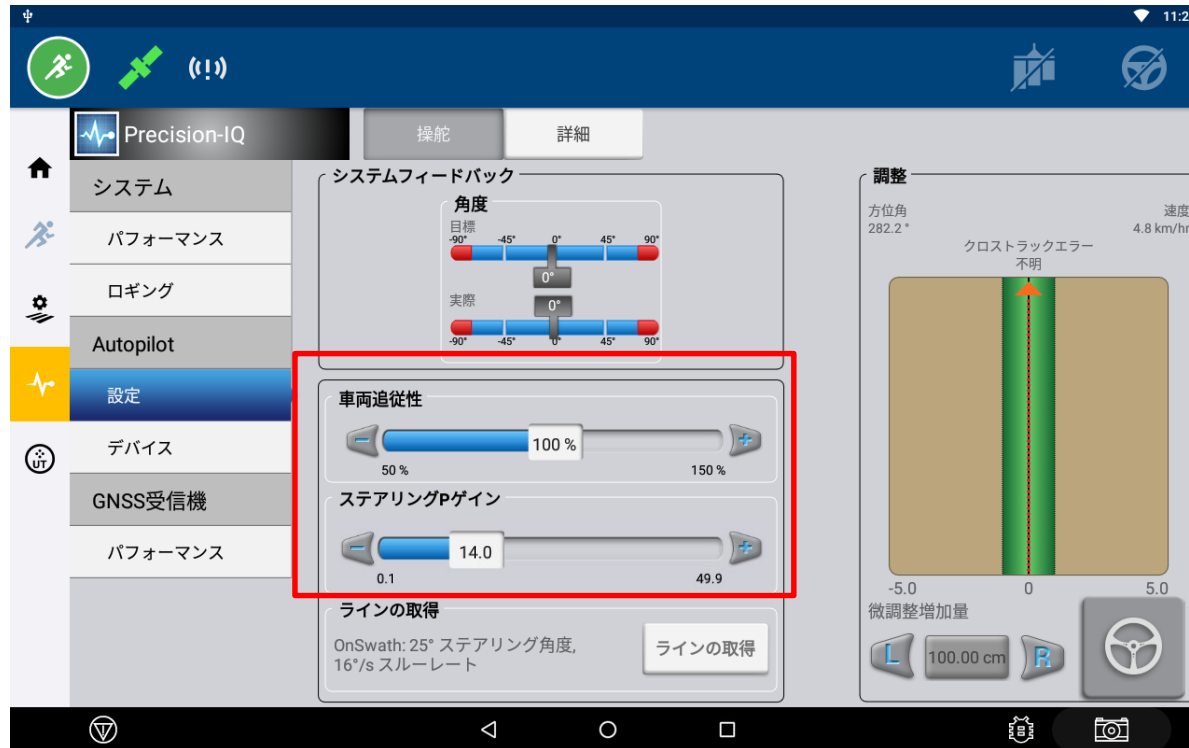 11:2
Precision-IQ
操舵
詳細
システム
パフォーマンス
ロギング
Autopilot
設定
デバイス
GNSS受信機
パフォーマンス
UT
システムフィードバック
角度
目標
-90° -45° 0° 45° 90°
0°
実際
0°
-90° -45° 0° 45° 90°
車両追従性
100 %
50 % 150 %
ステアリングPゲイン
14.0
0.1 49.9
ラインの取得
OnSwath: 25° ステアリング角度,
16°/s スルーレート
ラインの取得
調整
方位角 速度
282.2 ° 4.8 km/hr
クロストラックエラー
不明
-5.0 0 5.0
微調整増加量
L 100.00 cm R